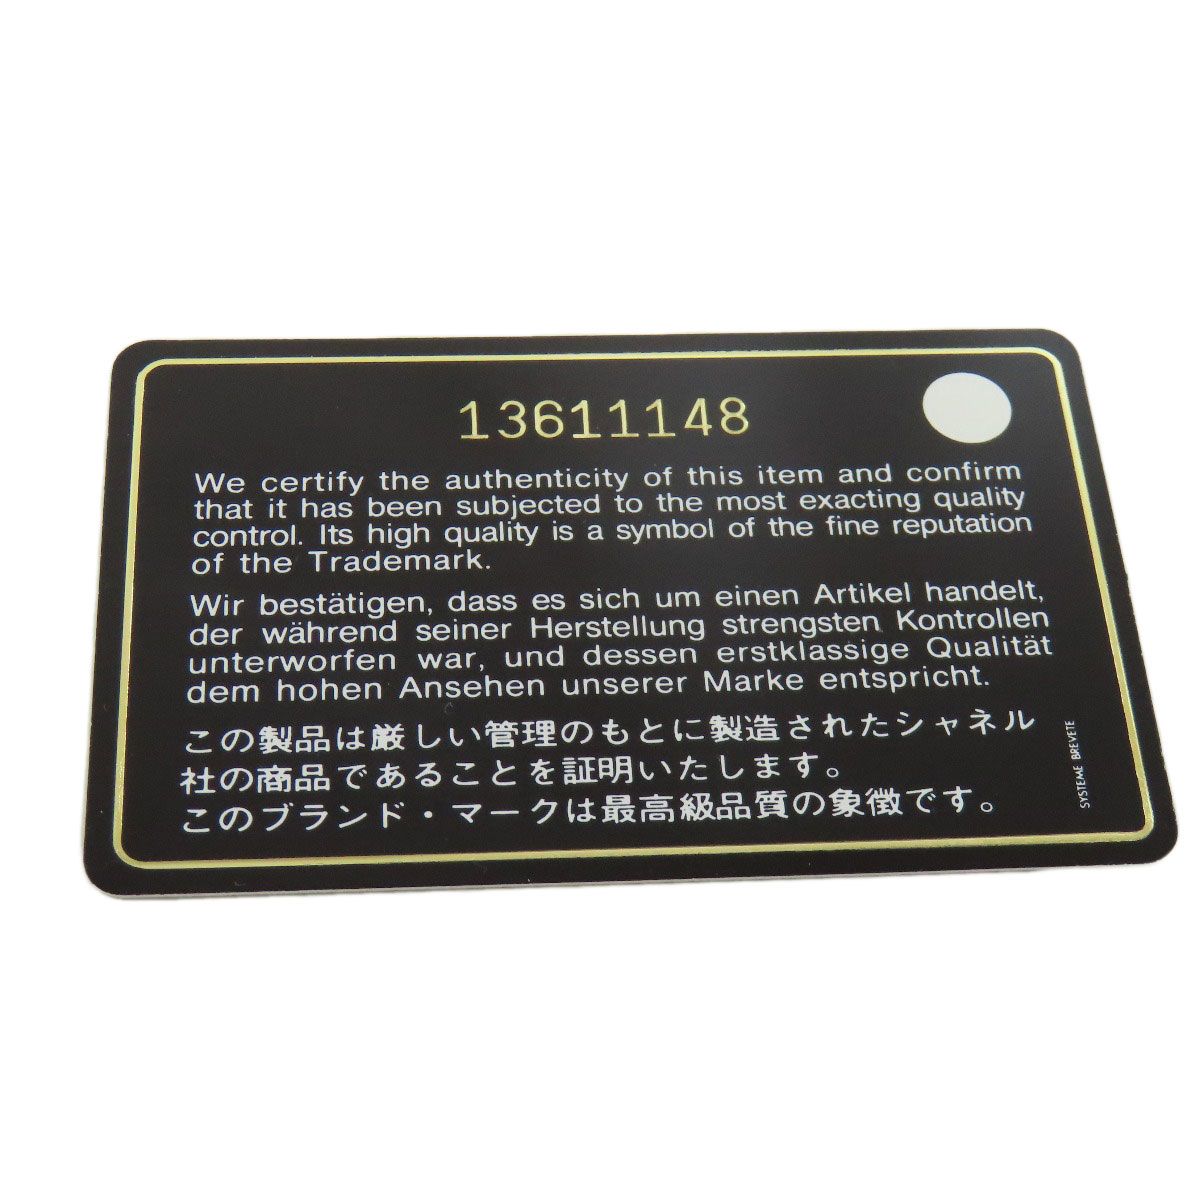 13611148
We certify the authenticity of this item and confirm
that it has been subjected to the most exacting quality
control. Its high quality is a symbol of the fine reputation
of the Trademark.
Wir bestätigen, dass es sich um einen Artikel handelt,
der während seiner Herstellung strengsten Kontrollen
unterworfen war, und dessen erstklassige Qualität
dem hohen Ansehen unserer Marke entspricht.
この製品は厳しい管理のもとに製造されたシャネル
社の商品であることを証明いたします。
このブランド・マークは最高級品質の象徴です。
SYSTEME BREVETE